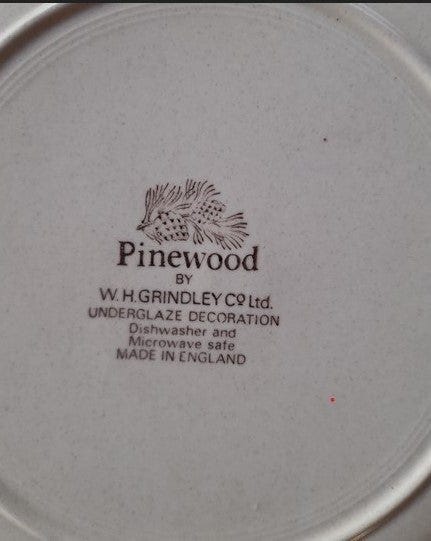 Pinewood
BY
W.H.GRINDLEY Cº Ltd.
UNDERGLAZE DECORATION
Dishwasher and
Microwave safe
MADE IN ENGLAND